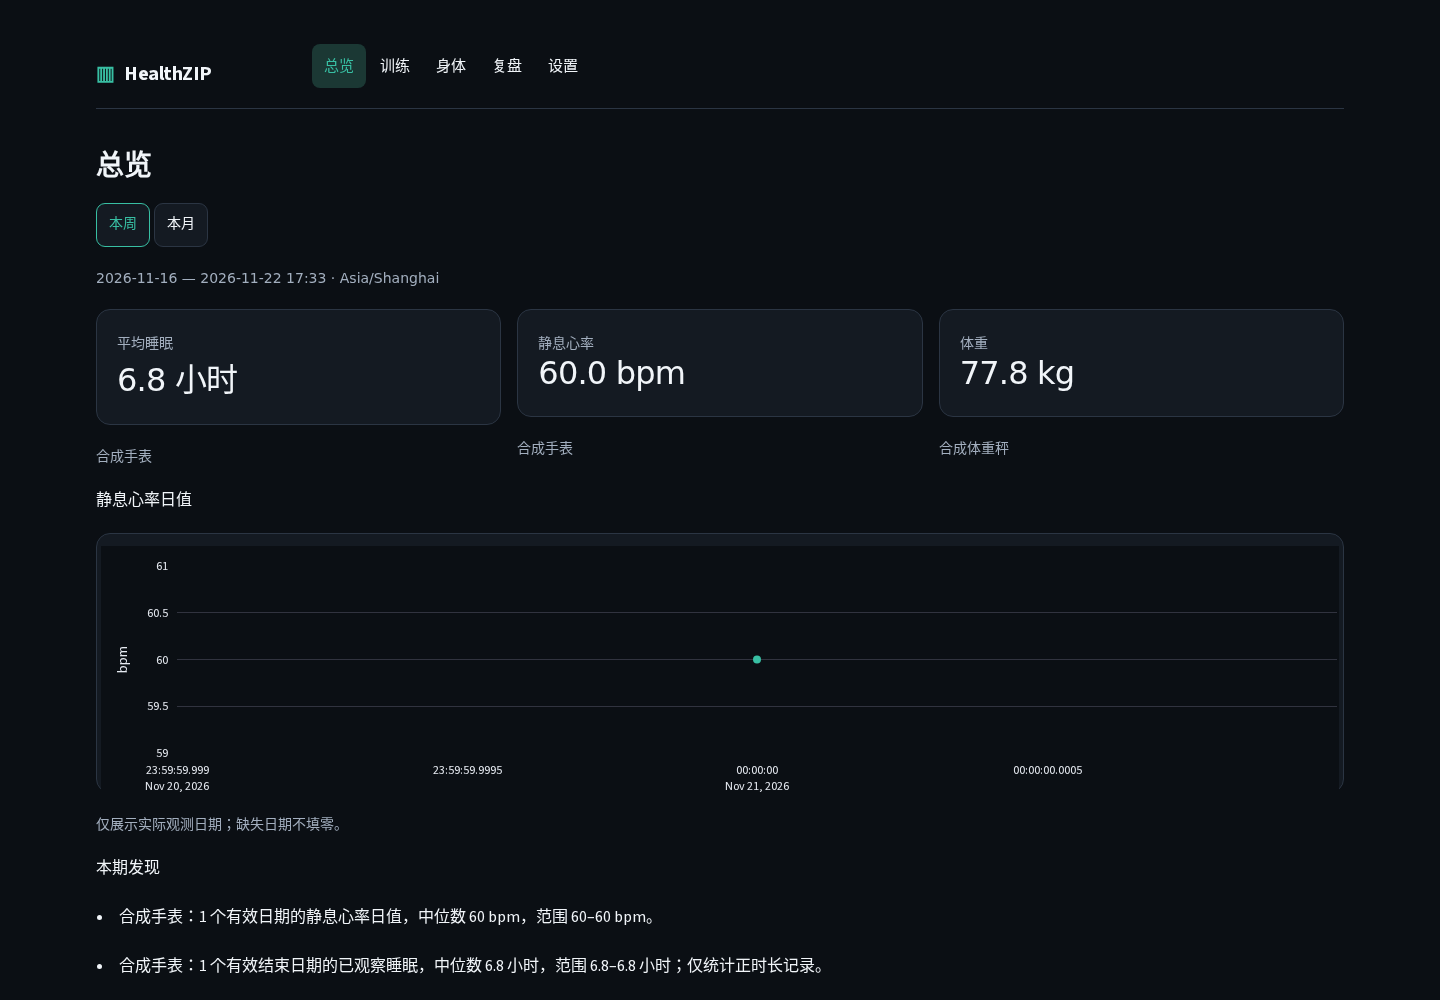 HealthZIP
总览 训练 身体 复盘 设置
总览
本周 本月
2026-11-16 — 2026-11-22 17:33 · Asia/Shanghai
平均睡眠
6.8 小时
合成手表
静息心率
60.0 bpm
合成手表
体重
77.8 kg
合成体重秤
静息心率日值
bpm
61
60.5
60
59.5
59
23:59:59.999 23:59:59.9995 00:00:00 00:00:00.0005
Nov 20, 2026 Nov 21, 2026
仅展示实际观测日期；缺失日期不填零。
本期发现
• 合成手表：1 个有效日期的静息心率日值，中位数 60 bpm，范围 60–60 bpm。
• 合成手表：1 个有效结束日期的已观察睡眠，中位数 6.8 小时，范围 6.8–6.8 小时；仅统计正时长记录。